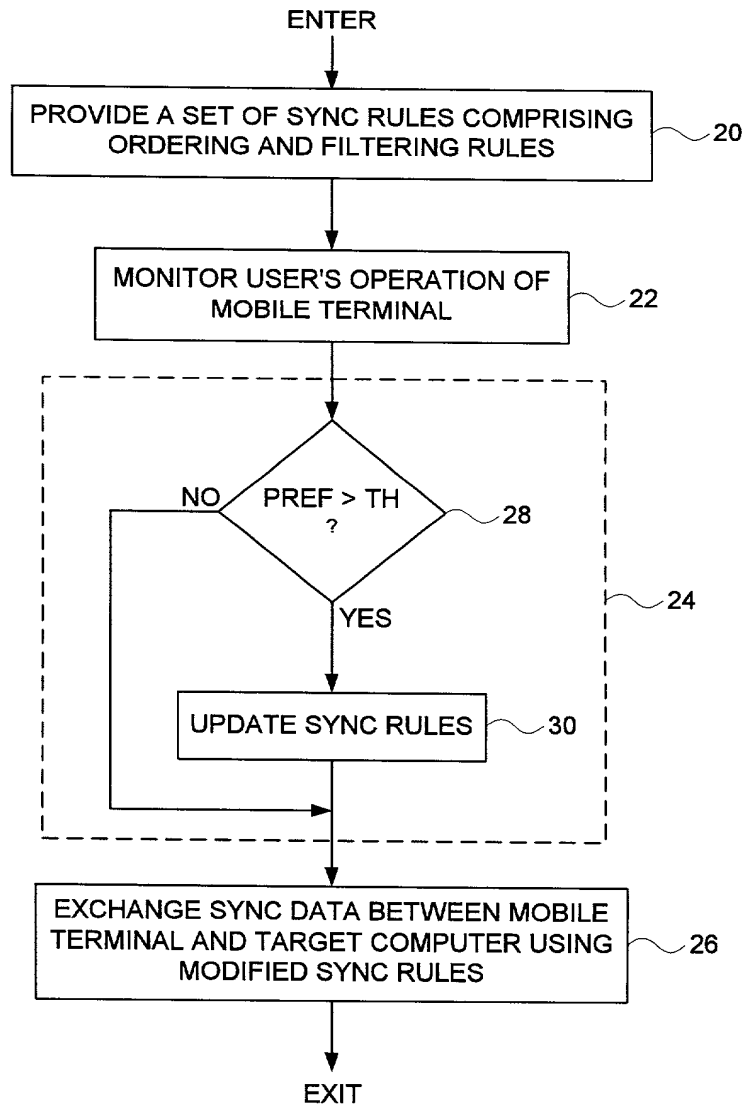 ENTER
PROVIDE A SET OF SYNC RULES COMPRISING
ORDERING AND FILTERING RULES
20
MONITOR USER'S OPERATION OF
MOBILE TERMINAL
22
NO
PREF > TH
?
28
YES
24
UPDATE SYNC RULES
30
EXCHANGE SYNC DATA BETWEEN MOBILE
TERMINAL AND TARGET COMPUTER USING
MODIFIED SYNC RULES
26
EXIT